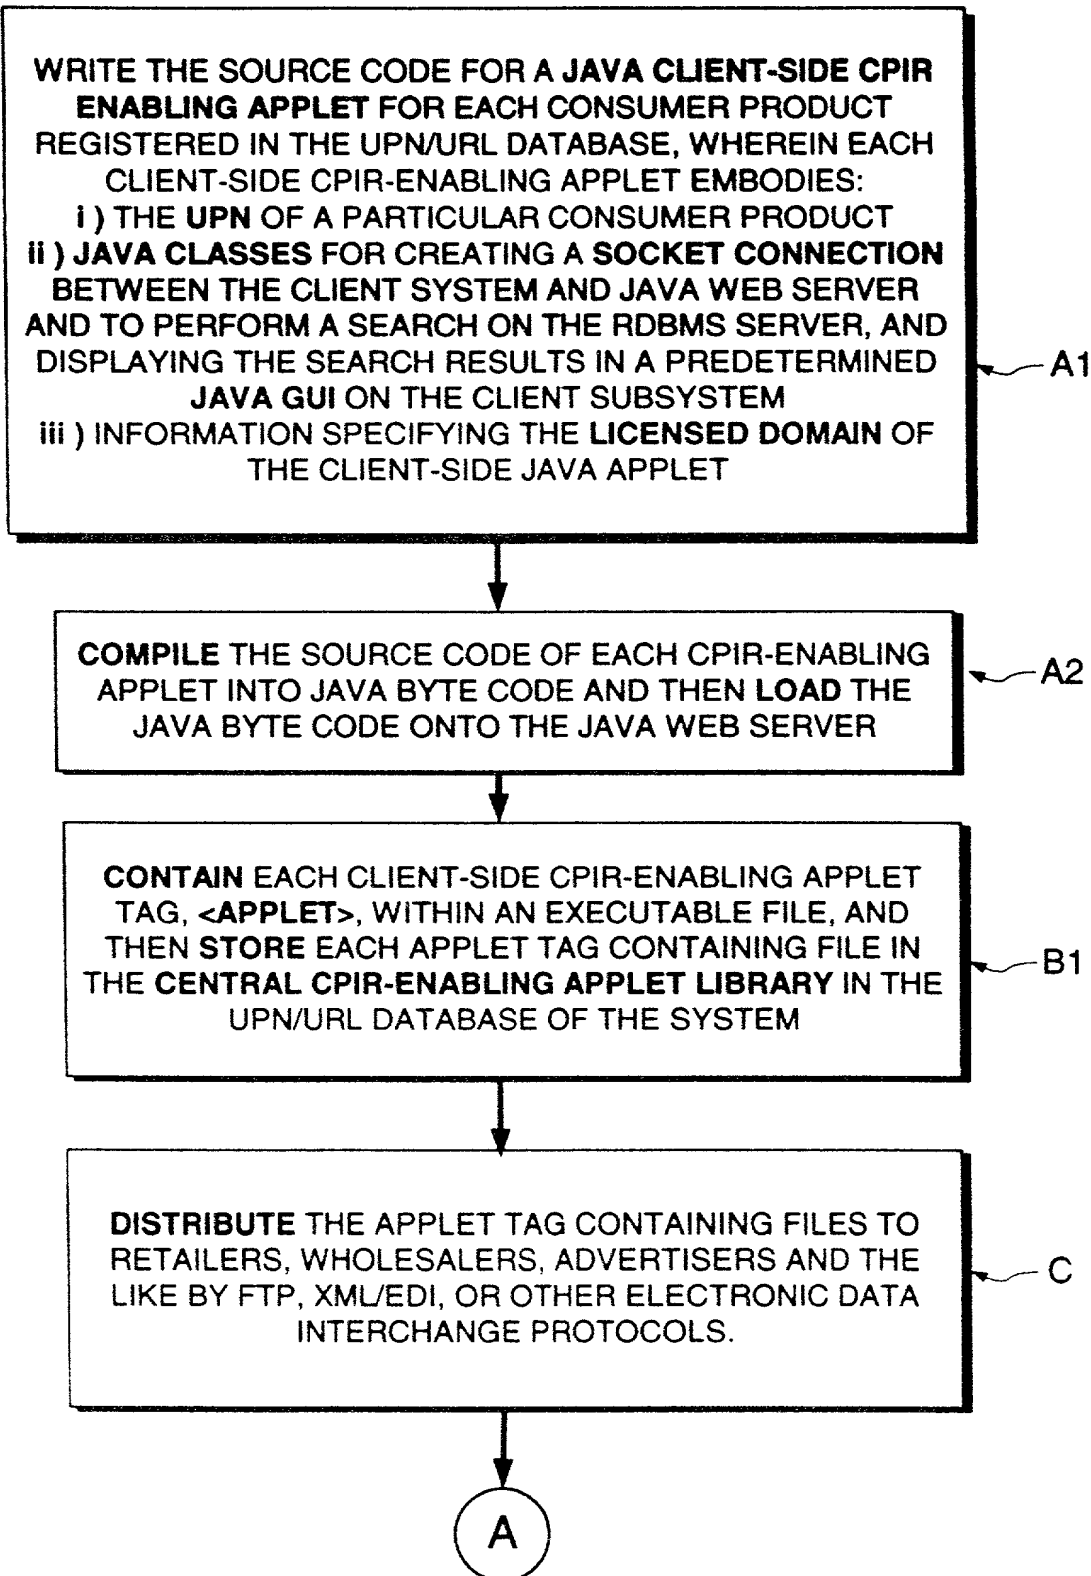 WRITE THE SOURCE CODE FOR A JAVA CLIENT-SIDE CPIR
ENABLING APPLET FOR EACH CONSUMER PRODUCT
REGISTERED IN THE UPN/URL DATABASE, WHEREIN EACH
CLIENT-SIDE CPIR-ENABLING APPLET EMBODIES:
i ) THE UPN OF A PARTICULAR CONSUMER PRODUCT
ii ) JAVA CLASSES FOR CREATING A SOCKET CONNECTION
BETWEEN THE CLIENT SYSTEM AND JAVA WEB SERVER
AND TO PERFORM A SEARCH ON THE RDBMS SERVER, AND
DISPLAYING THE SEARCH RESULTS IN A PREDETERMINED
JAVA GUI ON THE CLIENT SUBSYSTEM
iii ) INFORMATION SPECIFYING THE LICENSED DOMAIN OF
THE CLIENT-SIDE JAVA APPLET
A1
COMPILE THE SOURCE CODE OF EACH CPIR-ENABLING
APPLET INTO JAVA BYTE CODE AND THEN LOAD THE
JAVA BYTE CODE ONTO THE JAVA WEB SERVER
A2
CONTAIN EACH CLIENT-SIDE CPIR-ENABLING APPLET
TAG, <APPLET>, WITHIN AN EXECUTABLE FILE, AND
THEN STORE EACH APPLET TAG CONTAINING FILE IN
THE CENTRAL CPIR-ENABLING APPLET LIBRARY IN THE
UPN/URL DATABASE OF THE SYSTEM
B1
DISTRIBUTE THE APPLET TAG CONTAINING FILES TO
RETAILERS, WHOLESALERS, ADVERTISERS AND THE
LIKE BY FTP, XML/EDI, OR OTHER ELECTRONIC DATA
INTERCHANGE PROTOCOLS.
C
A